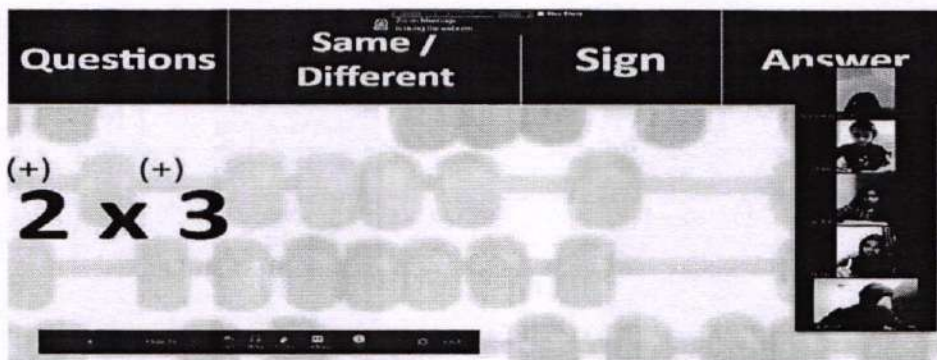 Questions
Same /
Different
Sign
Answer
(+) (+)
2 x 3